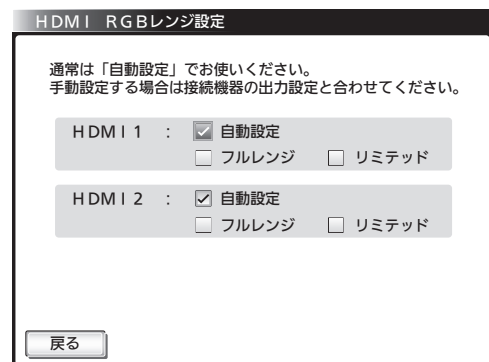 HDMI RGBレンジ設定
通常は「自動設定」でお使いください。
手動設定する場合は接続機器の出力設定と合わせてください。
HDMI1 : 自動設定
フルレンジ リミテッド
HDMI2 : 自動設定
フルレンジ リミテッド
戻る